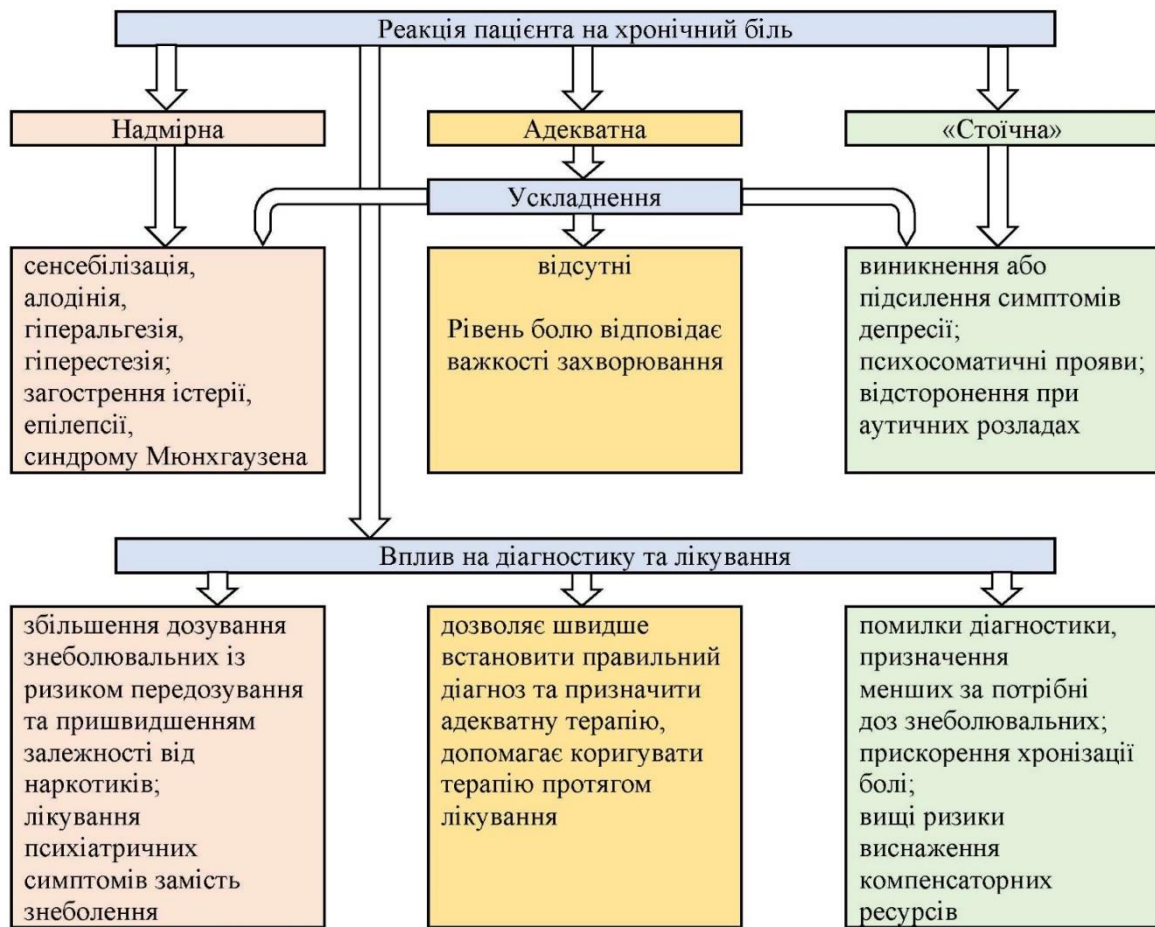 Реакція пацієнта на хронічний біль
Надмірна
Адекватна
«Стоїчна»
Ускладнення
сенсебілізація,
алодінія,
гіперальгезія,
гіперестезія;
загострення істерії,
епілепсії,
синдрому Мюнхгаузена
відсутні
Рівень болю відповідає
важкості захворювання
виникнення або
підсилення симптомів
депресії;
психосоматичні прояви;
відсторонення при
аутичних розладах
Вплив на діагностику та лікування
збільшення дозування
знеболювальних із
ризиком передозування
та пришвидшенням
залежності від
наркотиків;
лікування
психіатричних
симптомів замість
знеболення
дозволяє швидше
встановити правильний
діагноз та призначити
адекватну терапію,
допомагає коригувати
терапію протягом
лікування
помилки діагностики,
призначення
менших за потрібні
доз знеболювальних;
прискорення хронізації
болі;
вищі ризики
виснаження
компенсаторних
ресурсів